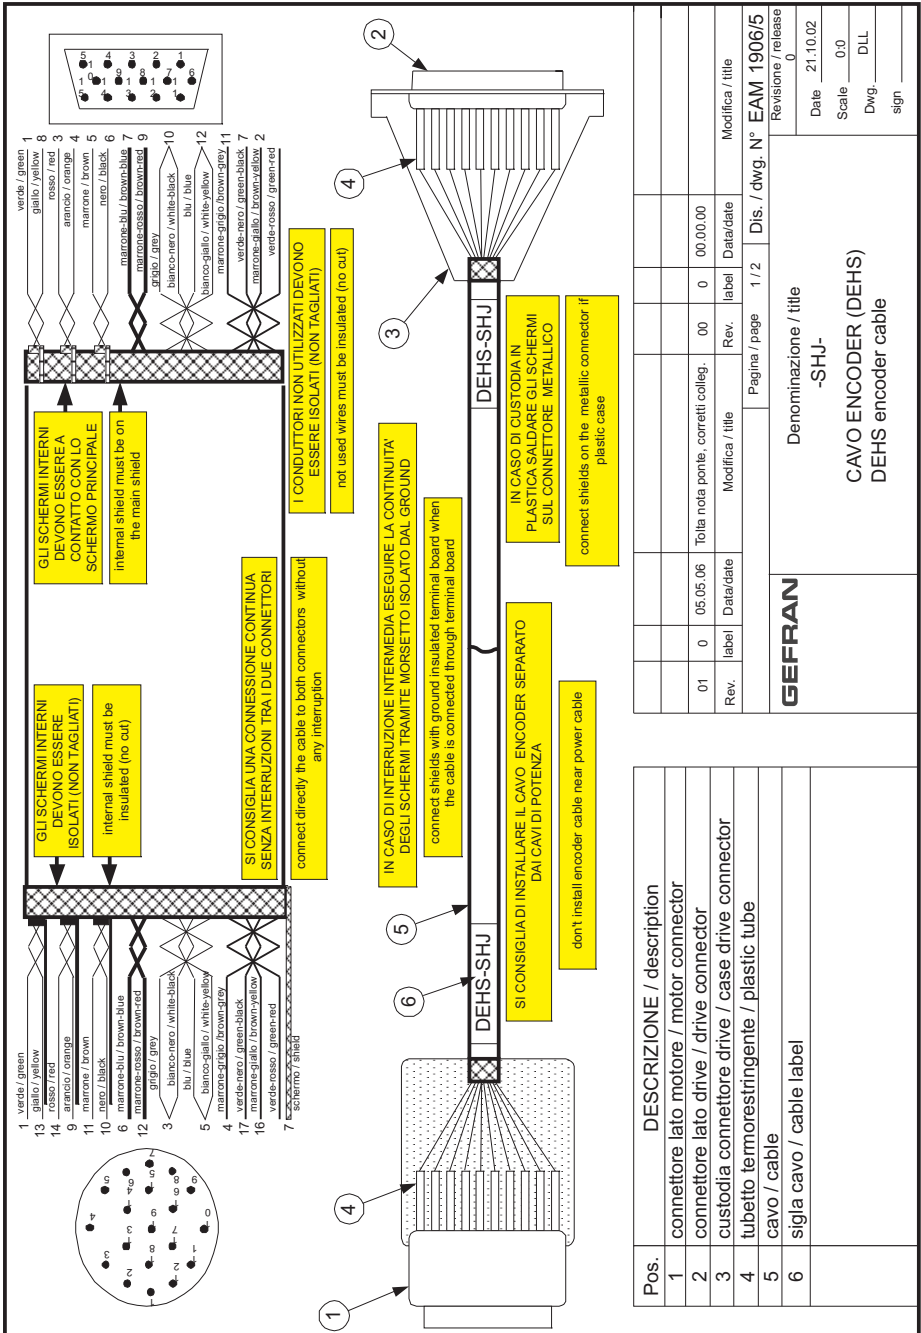 1 verde / green
13 giallo / yellow
14 rosso / red
9 arancio / orange
11 marrone / brown
10 nero / black
6 marrone-blu / brown-blue
12 marrone-rosso / brown-red
grigio / grey
3 bianco-nero / white-black
blu / blue
5 bianco-giallo / white-yellow
4 marrone-grigio /brown-grey
17 verde-nero / green-black
16 marrone-giallo / brown-yellow
verde-rosso / green-red
7 schermo / shield
GLI SCHERMI INTERNI
DEVONO ESSERE
ISOLATI (NON TAGLIATI)
internal shield must be
insulated (no cut)
GLI SCHERMI INTERNI
DEVONO ESSERE A
CONTATTO CON LO
SCHERMO PRINCIPALE
internal shield must be on
the main shield
verde / green 1
giallo / yellow 8
rosso / red 3
arancio / orange 4
marrone / brown 5
nero / black 6
marrone-blu / brown-blue 7
marrone-rosso / brown-red 9
grigio / grey
bianco-nero / white-black 10
blu / blue
bianco-giallo / white-yellow 12
marrone-grigio /brown-grey 11
verde-nero / green-black 7
marrone-giallo / brown-yellow
verde-rosso / green-red 2
SI CONSIGLIA UNA CONNESSIONE CONTINUA
SENZA INTERRUZIONI TRA I DUE CONNETTORI
connect directly the cable to both connectors without
any interruption
I CONDUTTORI NON UTILIZZATI DEVONO
ESSERE ISOLATI (NON TAGLIATI)
not used wires must be insulated (no cut)
IN CASO DI INTERRUZIONE INTERMEDIA ESEGUIRE LA CONTINUITA'
DEGLI SCHERMI TRAMITE MORSETTO ISOLATO DAL GROUND
connect shields with ground insulated terminal board when
the cable is connected through terminal board
1
4
6
5
3
4
2
DEHS-SHJ
DEHS-SHJ
SI CONSIGLIA DI INSTALLARE IL CAVO ENCODER SEPARATO
DAI CAVI DI POTENZA
don't install encoder cable near power cable
IN CASO DI CUSTODIA IN
PLASTICA SALDARE GLI SCHERMI
SUL CONNETTORE METALLICO
connect shields on the metallic connector if
plastic case
Pos. DESCRIZIONE / description
1 connettore lato motore / motor connector
2 connettore lato drive / drive connector
3 custodia connettore drive / case drive connector
4 tubetto termorestringente / plastic tube
5 cavo / cable
6 sigla cavo / cable label
01 0 05.05.06 Tolta nota ponte, corretti colleg. 00 0 00.00.00
Rev. label Data/date Modifica / title Rev. label Data/date Modifica / title
Pagina / page 1 / 2 Dis. / dwg. N° EAM 1906/5
GEFRAN
Denominazione / title
-SHJ-
CAVO ENCODER (DEHS)
DEHS encoder cable
Revisione / release
0
Date 21.10.02
Scale 0:0
Dwg. DLL
sign